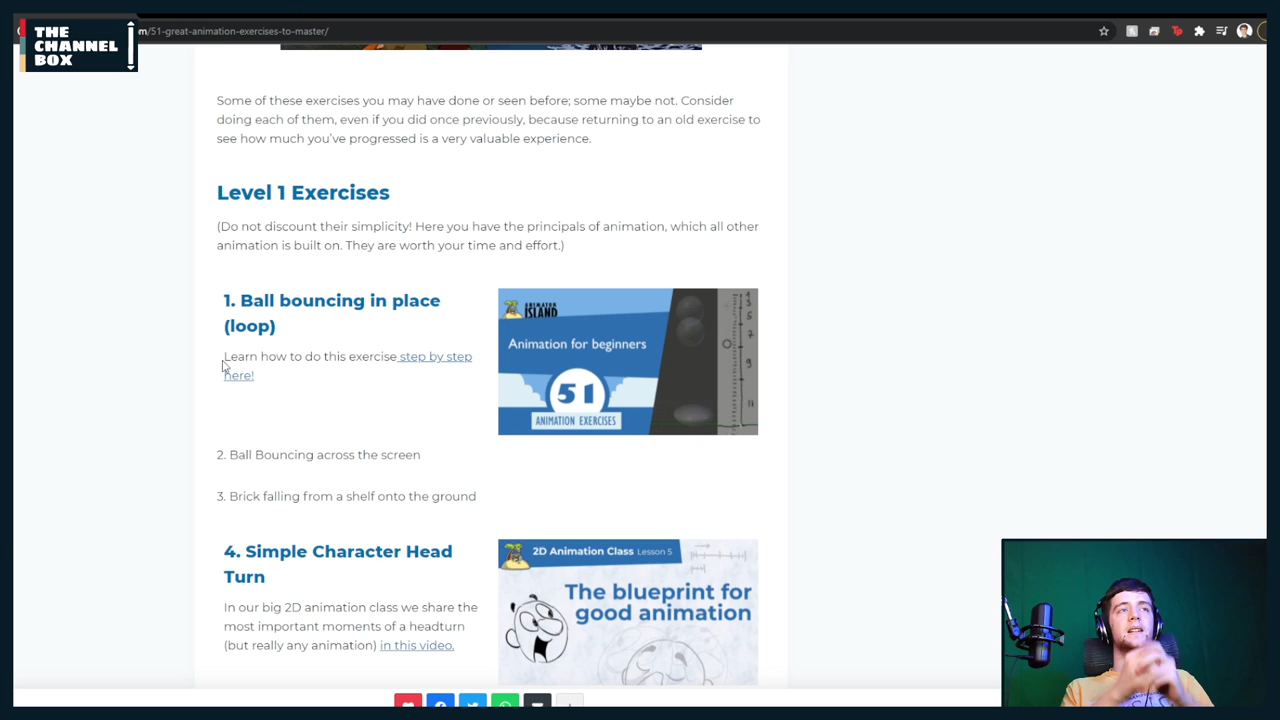 THE
CHANNEL
BOX
m/51-great-animation-exercises-to-master/
Some of these exercises you may have done or seen before; some maybe not. Consider
doing each of them, even if you did once previously, because returning to an old exercise to
see how much you've progressed is a very valuable experience.
Level 1 Exercises
(Do not discount their simplicity! Here you have the principals of animation, which all other
animation is built on. They are worth your time and effort.)
1. Ball bouncing in place
(loop)
Learn how to do this exercise step by step
here!
ANIMATOR
ISLAND
Animation for beginners
51
ANIMATION EXERCISES
1
3
5
7
9
11
2. Ball Bouncing across the screen
3. Brick falling from a shelf onto the ground
4. Simple Character Head
Turn
In our big 2D animation class we share the
most important moments of a headturn
(but really any animation) in this video.
2D Animation Class Lesson 5
The blueprint for
good animation